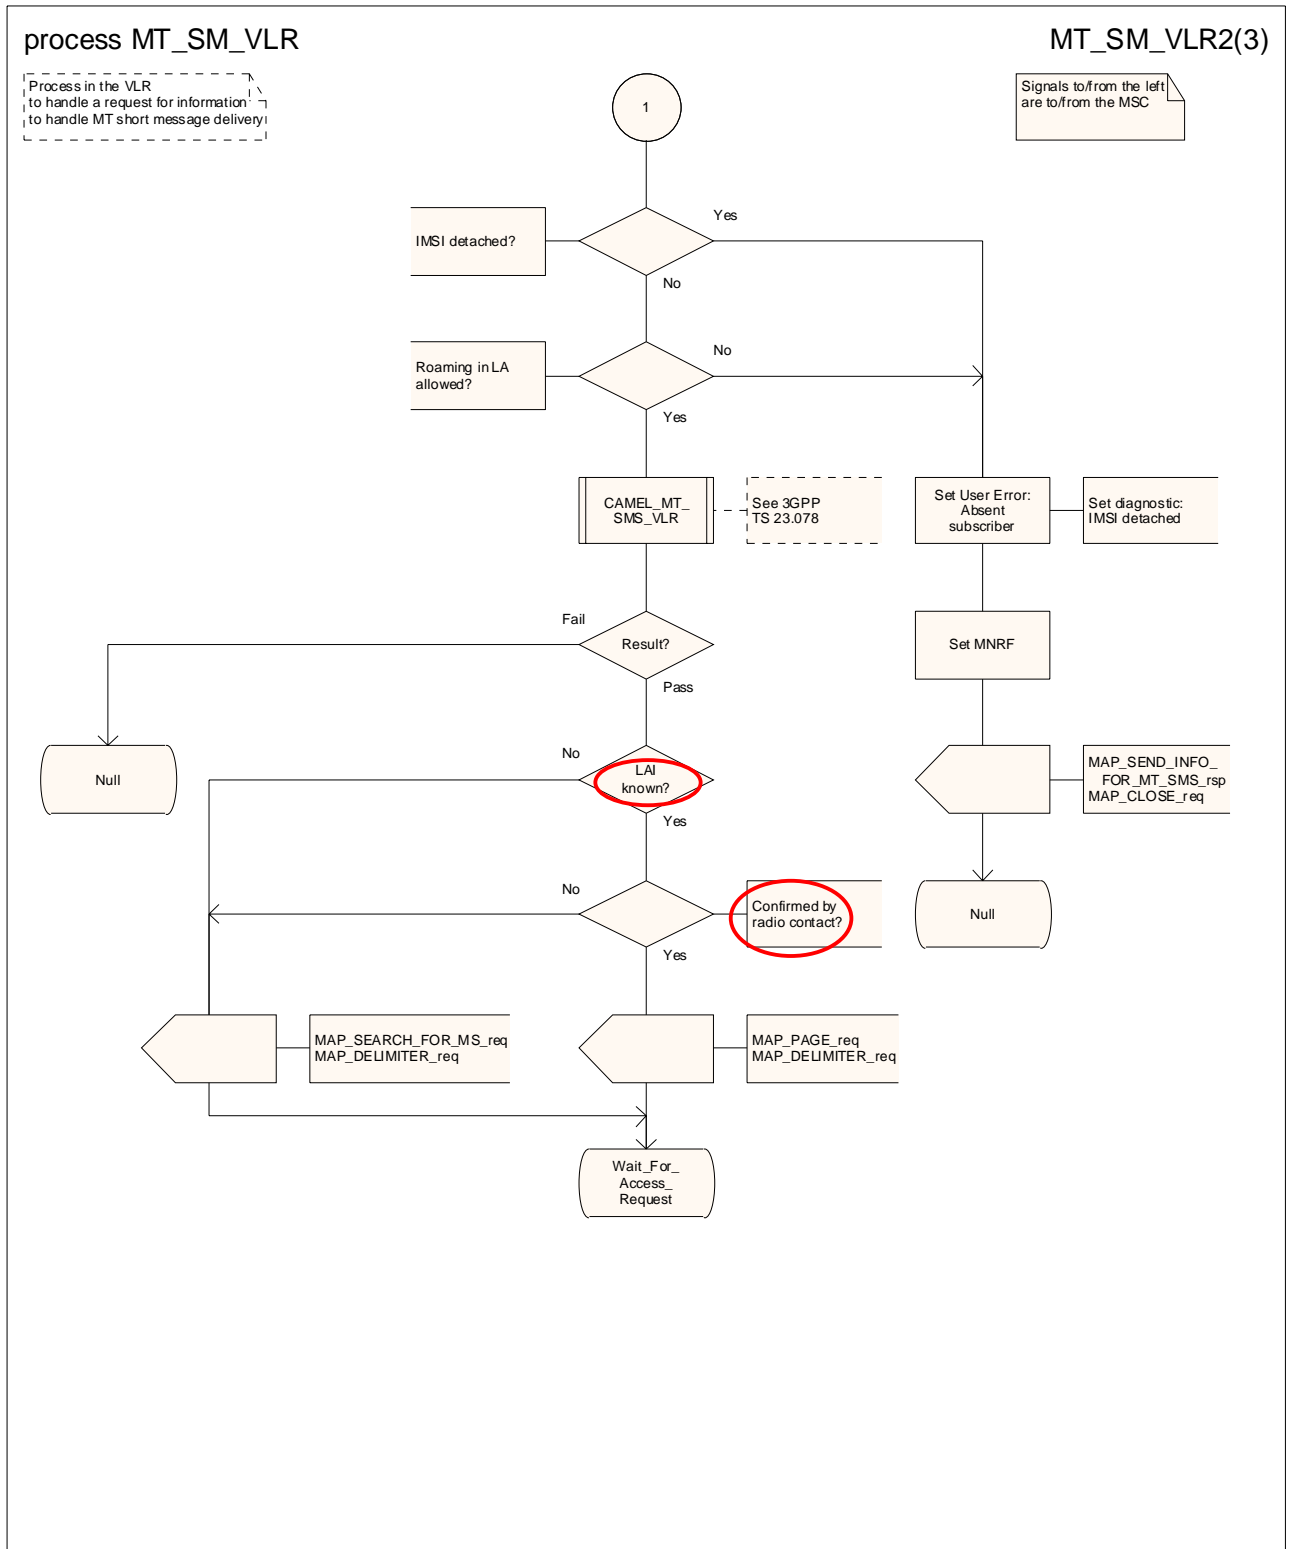 process MT_SM_VLR
MT_SM_VLR2(3)
Process in the VLR
to handle a request for information
to handle MT short message delivery
Signals to/from the left
are to/from the MSC
1
IMSI detached?
Yes
No
Roaming in LA
allowed?
No
Yes
CAMEL_MT_
SMS_VLR
See 3GPP
TS 23.078
Set User Error:
Absent
subscriber
Set diagnostic:
IMSI detached
Fail
Result?
Pass
Set MNRF
Null
No
LAI
known?
Yes
MAP_SEND_INFO_
FOR_MT_SMS_rsp
MAP_CLOSE_req
No
Confirmed by
radio contact?
Yes
Null
MAP_SEARCH_FOR_MS_req
MAP_DELIMITER_req
MAP_PAGE_req
MAP_DELIMITER_req
Wait_For_
Access_
Request